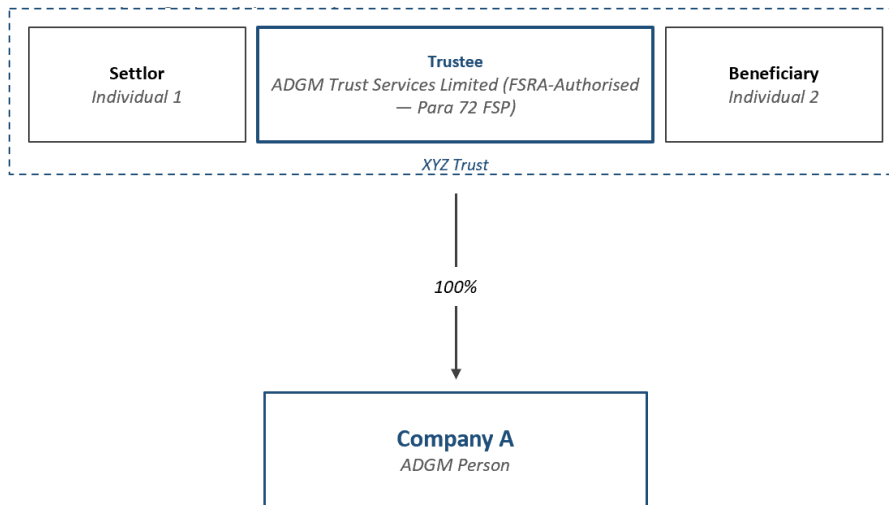 Settlor
Individual 1
Trustee
ADGM Trust Services Limited (FSRA-Authorised
— Para 72 FSP)
Beneficiary
Individual 2
XYZ Trust
100%
Company A
ADGM Person